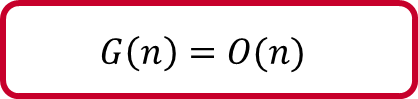 G(n) = O(n)